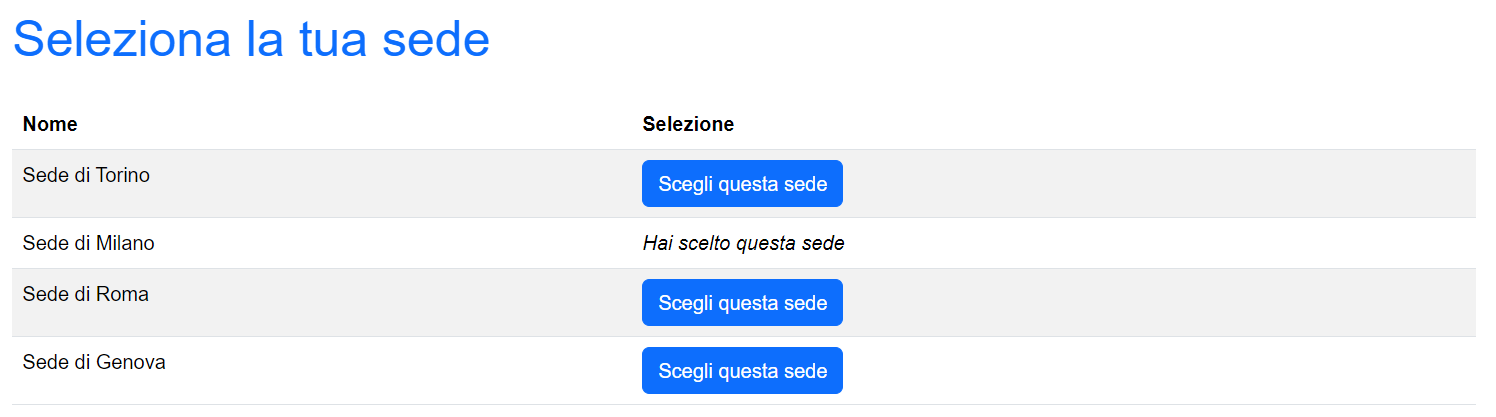 Seleziona la tua sede
Nome Selezione
Sede di Torino Scegli questa sede
Sede di Milano Hai scelto questa sede
Sede di Roma Scegli questa sede
Sede di Genova Scegli questa sede